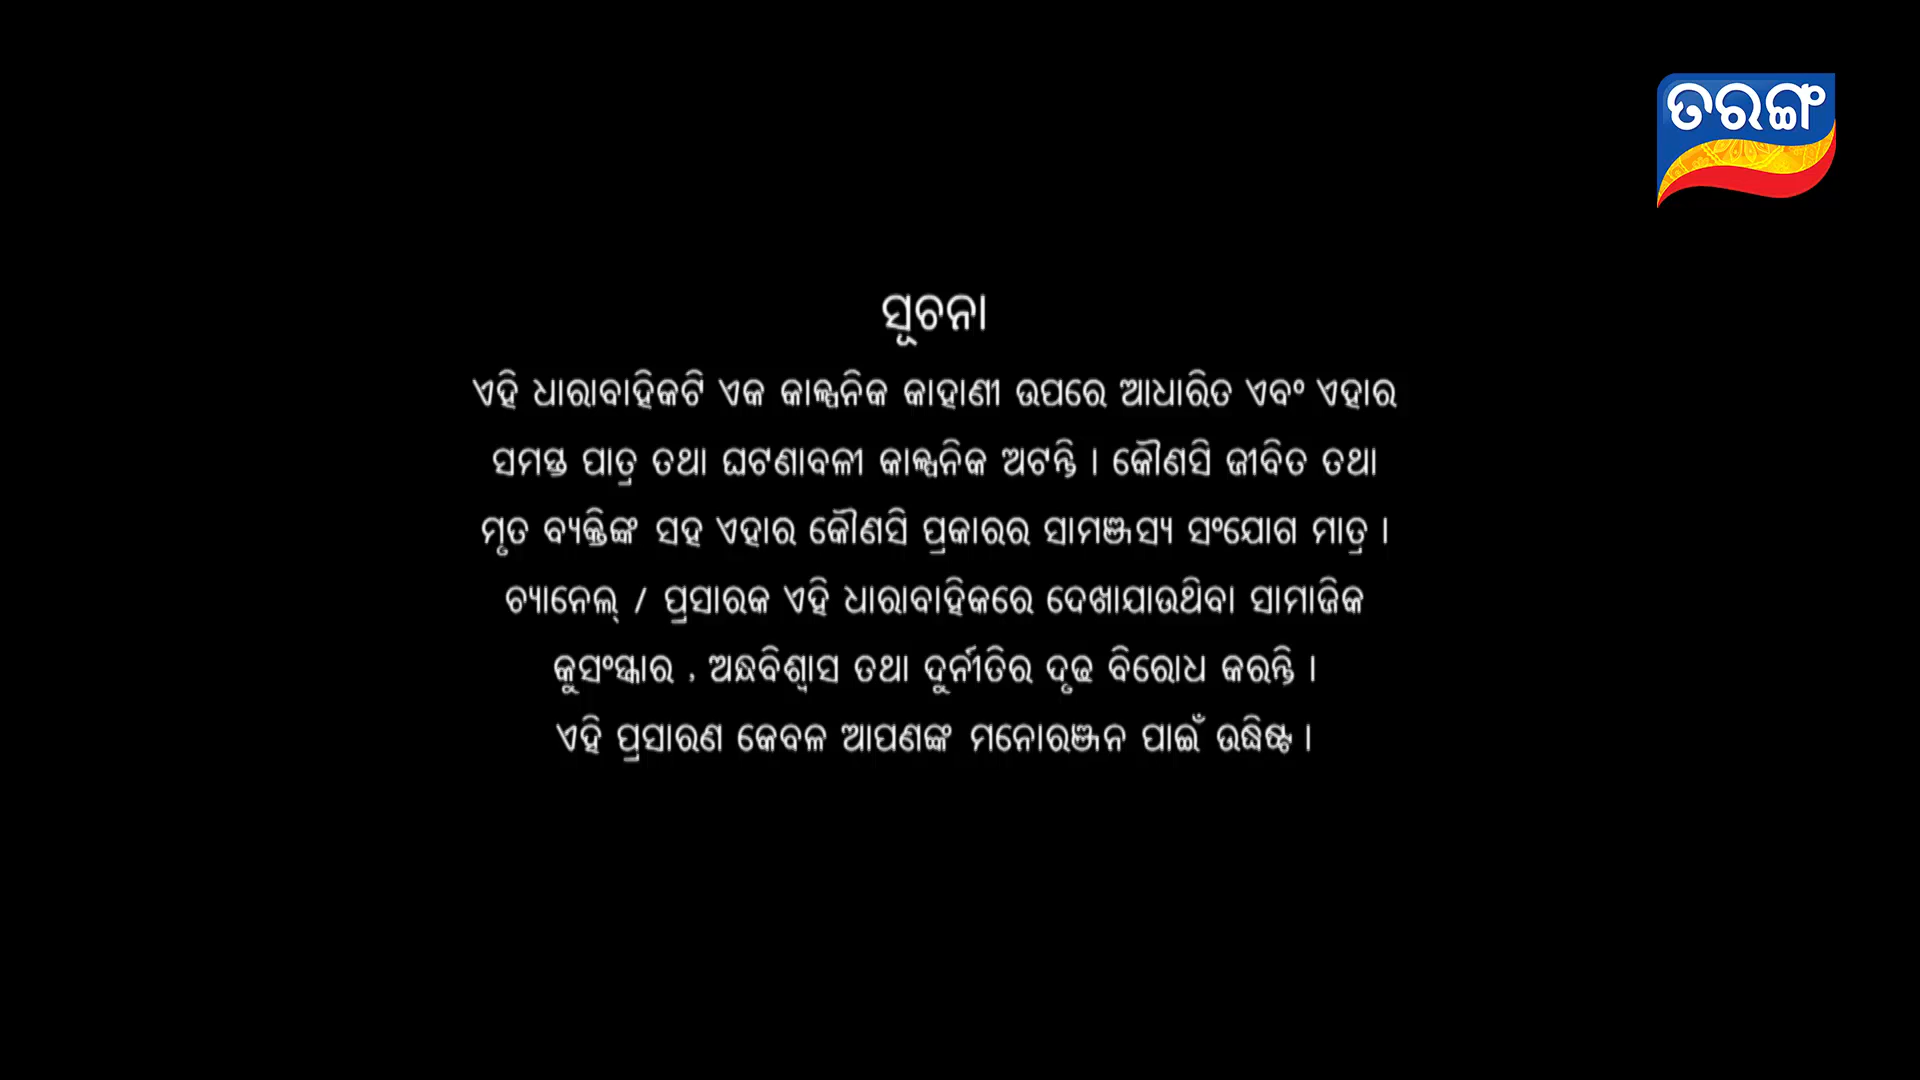 ତରଙ୍ଗ
ସୂଚନା
ଏହି ଧାରାବାହିକଟି ଏକ କାଳ୍ପନିକ କାହାଣୀ ଉପରେ ଆଧାରିତ ଏବଂ ଏହାର
ସମସ୍ତ ପାତ୍ର ତଥା ଘଟଣାବଳୀ କାଳ୍ପନିକ ଅଟନ୍ତି । କୌଣସି ଜୀବିତ ତଥା
ମୃତ ବ୍ୟକ୍ତିଙ୍କ ସହ ଏହାର କୌଣସି ପ୍ରକାରର ସାମଞ୍ଜସ୍ୟ ସଂଯୋଗ ମାତ୍ର ।
ଚ୍ୟାନେଲ୍ / ପ୍ରସାରକ ଏହି ଧାରାବାହିକରେ ଦେଖାଯାଉଥିବା ସାମାଜିକ
କୁସଂସ୍କାର , ଅନ୍ଧବିଶ୍ୱାସ ତଥା ଦୁର୍ନୀତିର ଦୃଢ ବିରୋଧ କରନ୍ତି ।
ଏହି ପ୍ରସାରଣ କେବଳ ଆପଣଙ୍କ ମନୋରଞ୍ଜନ ପାଇଁ ଉଦ୍ଧିଷ୍ଟ ।